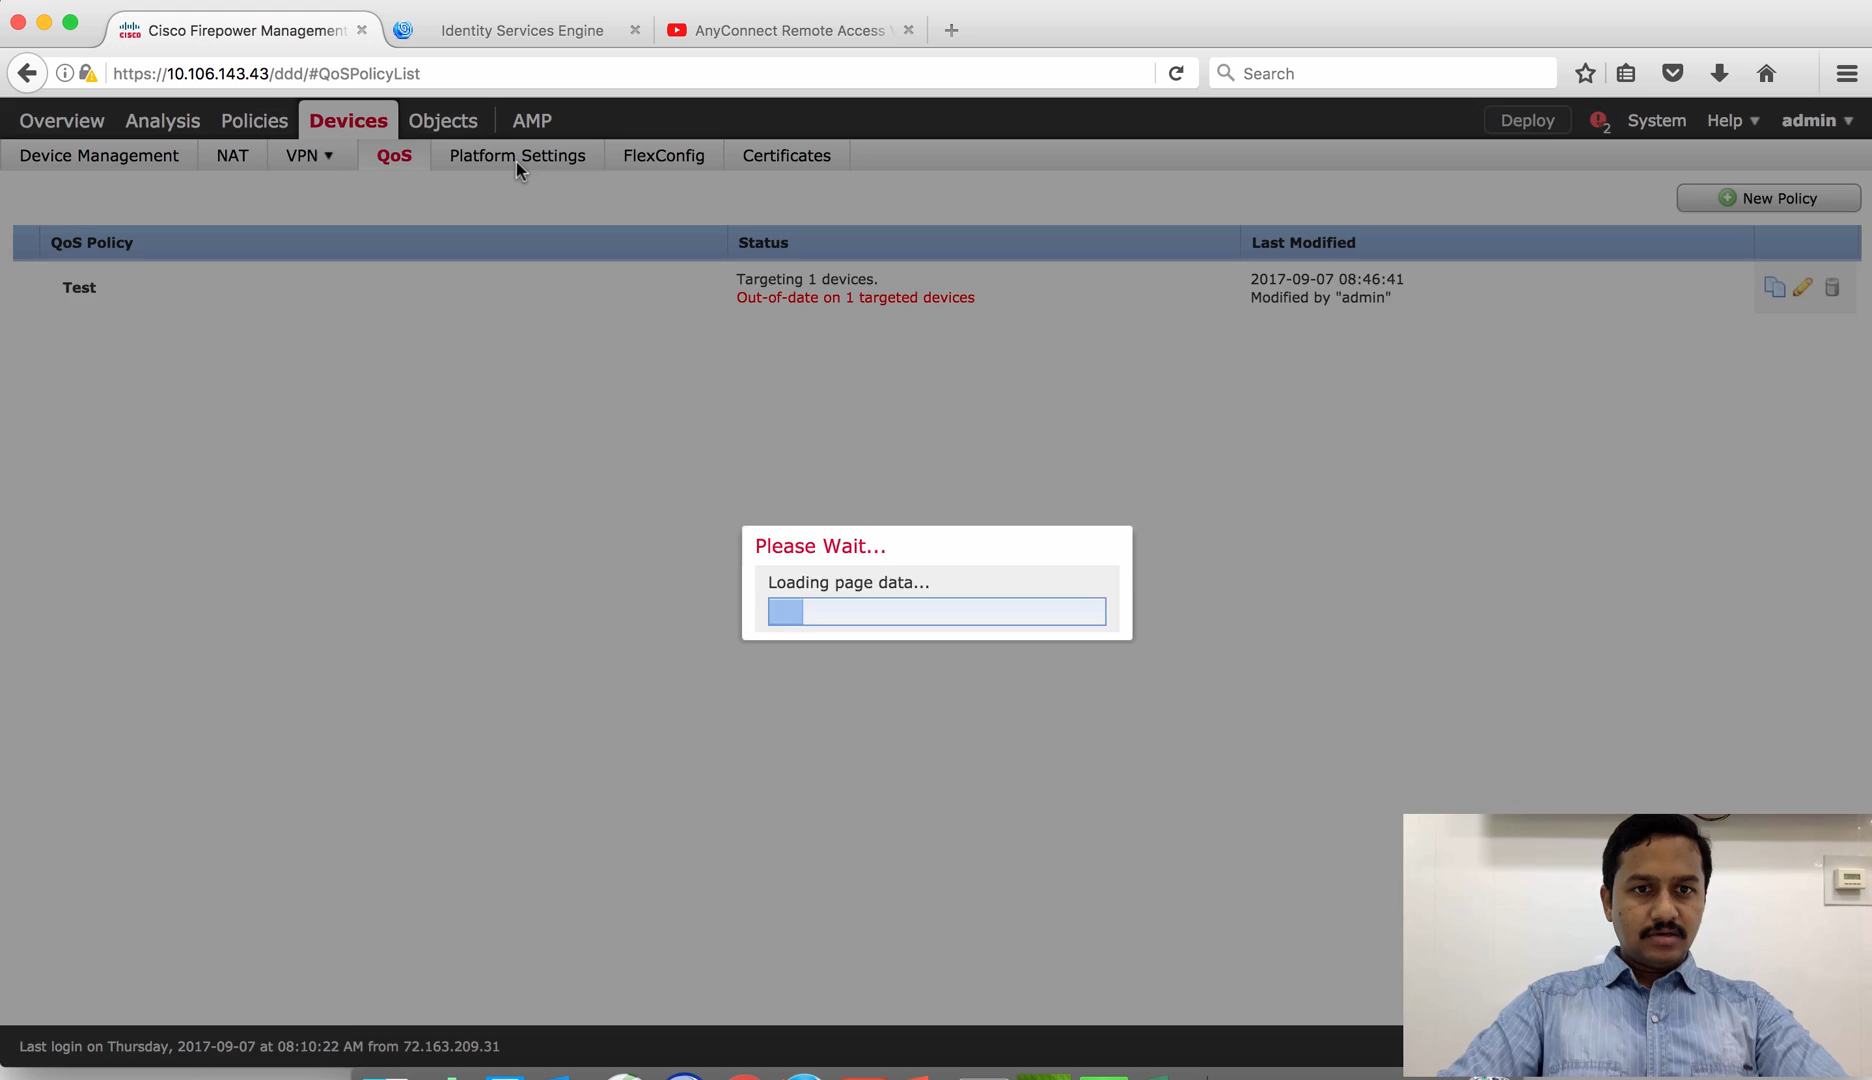 Cisco Firepower Management
Identity Services Engine
AnyConnect Remote Access
https://10.106.143.43/ddd/#QoSPolicyList
Search
Overview Analysis Policies Devices Objects AMP Deploy 2 System Help admin
Device Management NAT VPN QoS Platform Settings FlexConfig Certificates
New Policy
QoS Policy Status Last Modified
Test
Targeting 1 devices.
Out-of-date on 1 targeted devices
2017-09-07 08:46:41
Modified by "admin"
Please Wait...
Loading page data...
Last login on Thursday, 2017-09-07 at 08:10:22 AM from 72.163.209.31